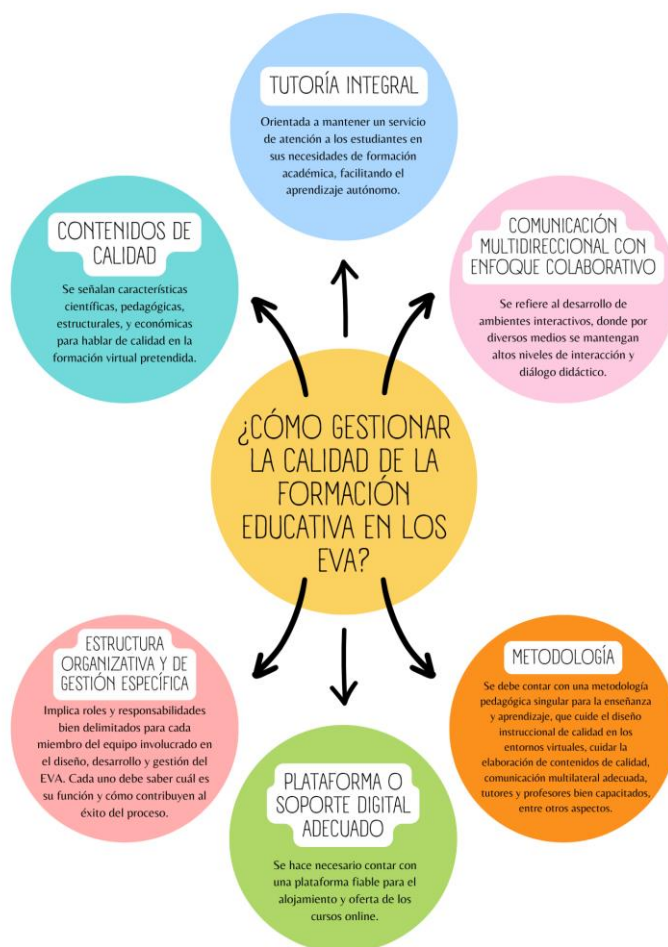 TUTORÍA INTEGRAL
Orientada a mantener un servicio
de atención a los estudiantes en
sus necesidades de formación
académica, facilitando el
aprendizaje autónomo.
CONTENIDOS DE
CALIDAD
Se señalan características
científicas, pedagógicas,
estructurales, y económicas
para hablar de calidad en la
formación virtual pretendida.
COMUNICACIÓN
MULTIDIRECCIONAL CON
ENFOQUE COLABORATIVO
Se refiere al desarrollo de
ambientes interactivos, donde por
diversos medios se mantengan
altos niveles de interacción y
diálogo didáctico.
¿CÓMO GESTIONAR
LA CALIDAD DE LA
FORMACIÓN
EDUCATIVA EN LOS
EVA?
ESTRUCTURA
ORGANIZATIVA Y DE
GESTIÓN ESPECÍFICA
Implica roles y responsabilidades
bien delimitados para cada
miembro del equipo involucrado en
el diseño, desarrollo y gestión del
EVA. Cada uno debe saber cuál es
su función y cómo contribuyen al
éxito del proceso.
METODOLOGÍA
Se debe contar con una metodología
pedagógica singular para la enseñanza
y aprendizaje, que cuide el diseño
instruccional de calidad en los
entornos virtuales, cuidar la
elaboración de contenidos de calidad,
comunicación multilateral adecuada,
tutores y profesores bien capacitados,
entre otros aspectos.
PLATAFORMA O
SOPORTE DIGITAL
ADECUADO
Se hace necesario contar con
una plataforma fiable para el
alojamiento y oferta de los
cursos online.